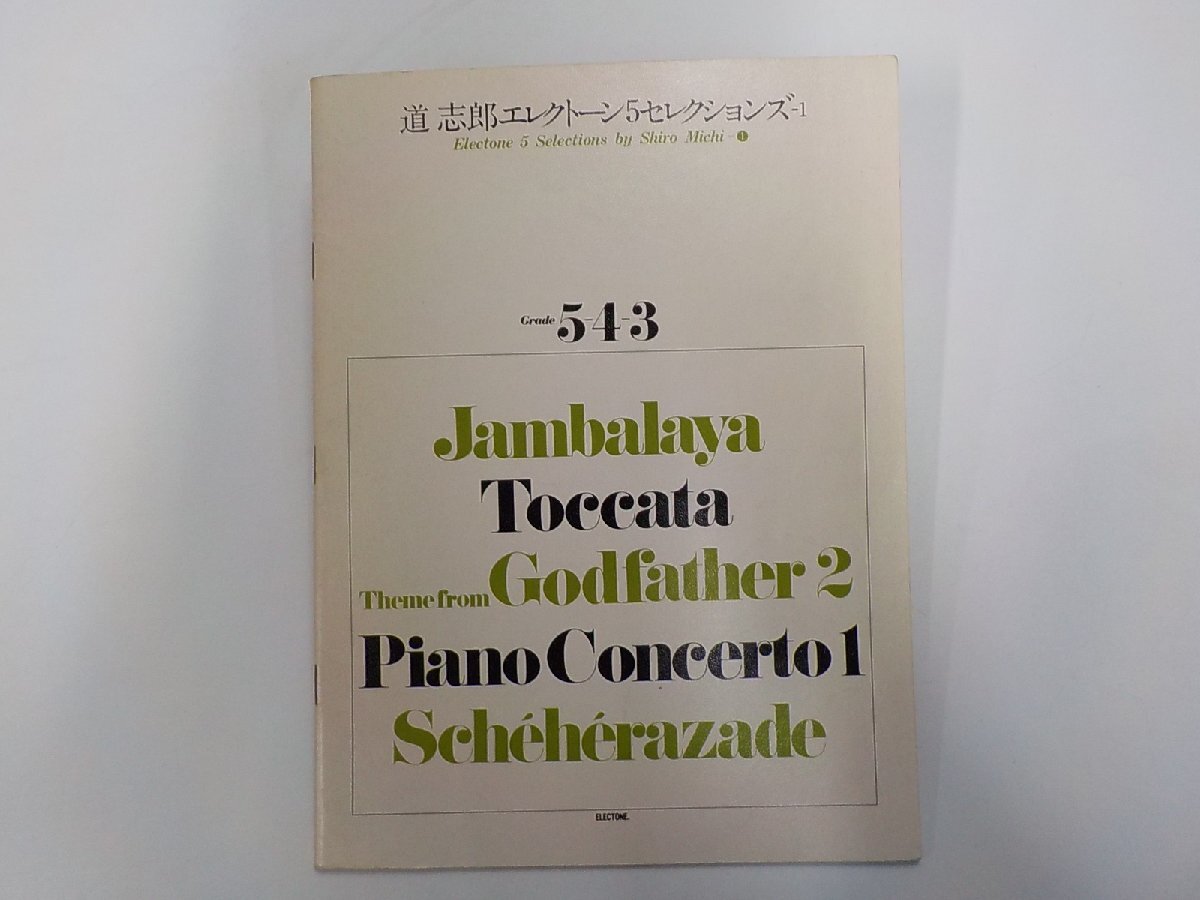 道 志郎エレクトーン5セレクションズ-1
Electone 5 Selections by Shiro Michi-❶
Grade 5-4-3
Jambalaya
Toccata
Theme from Godfather 2
Piano Concerto 1
Schéhérazade
ELECTONE.